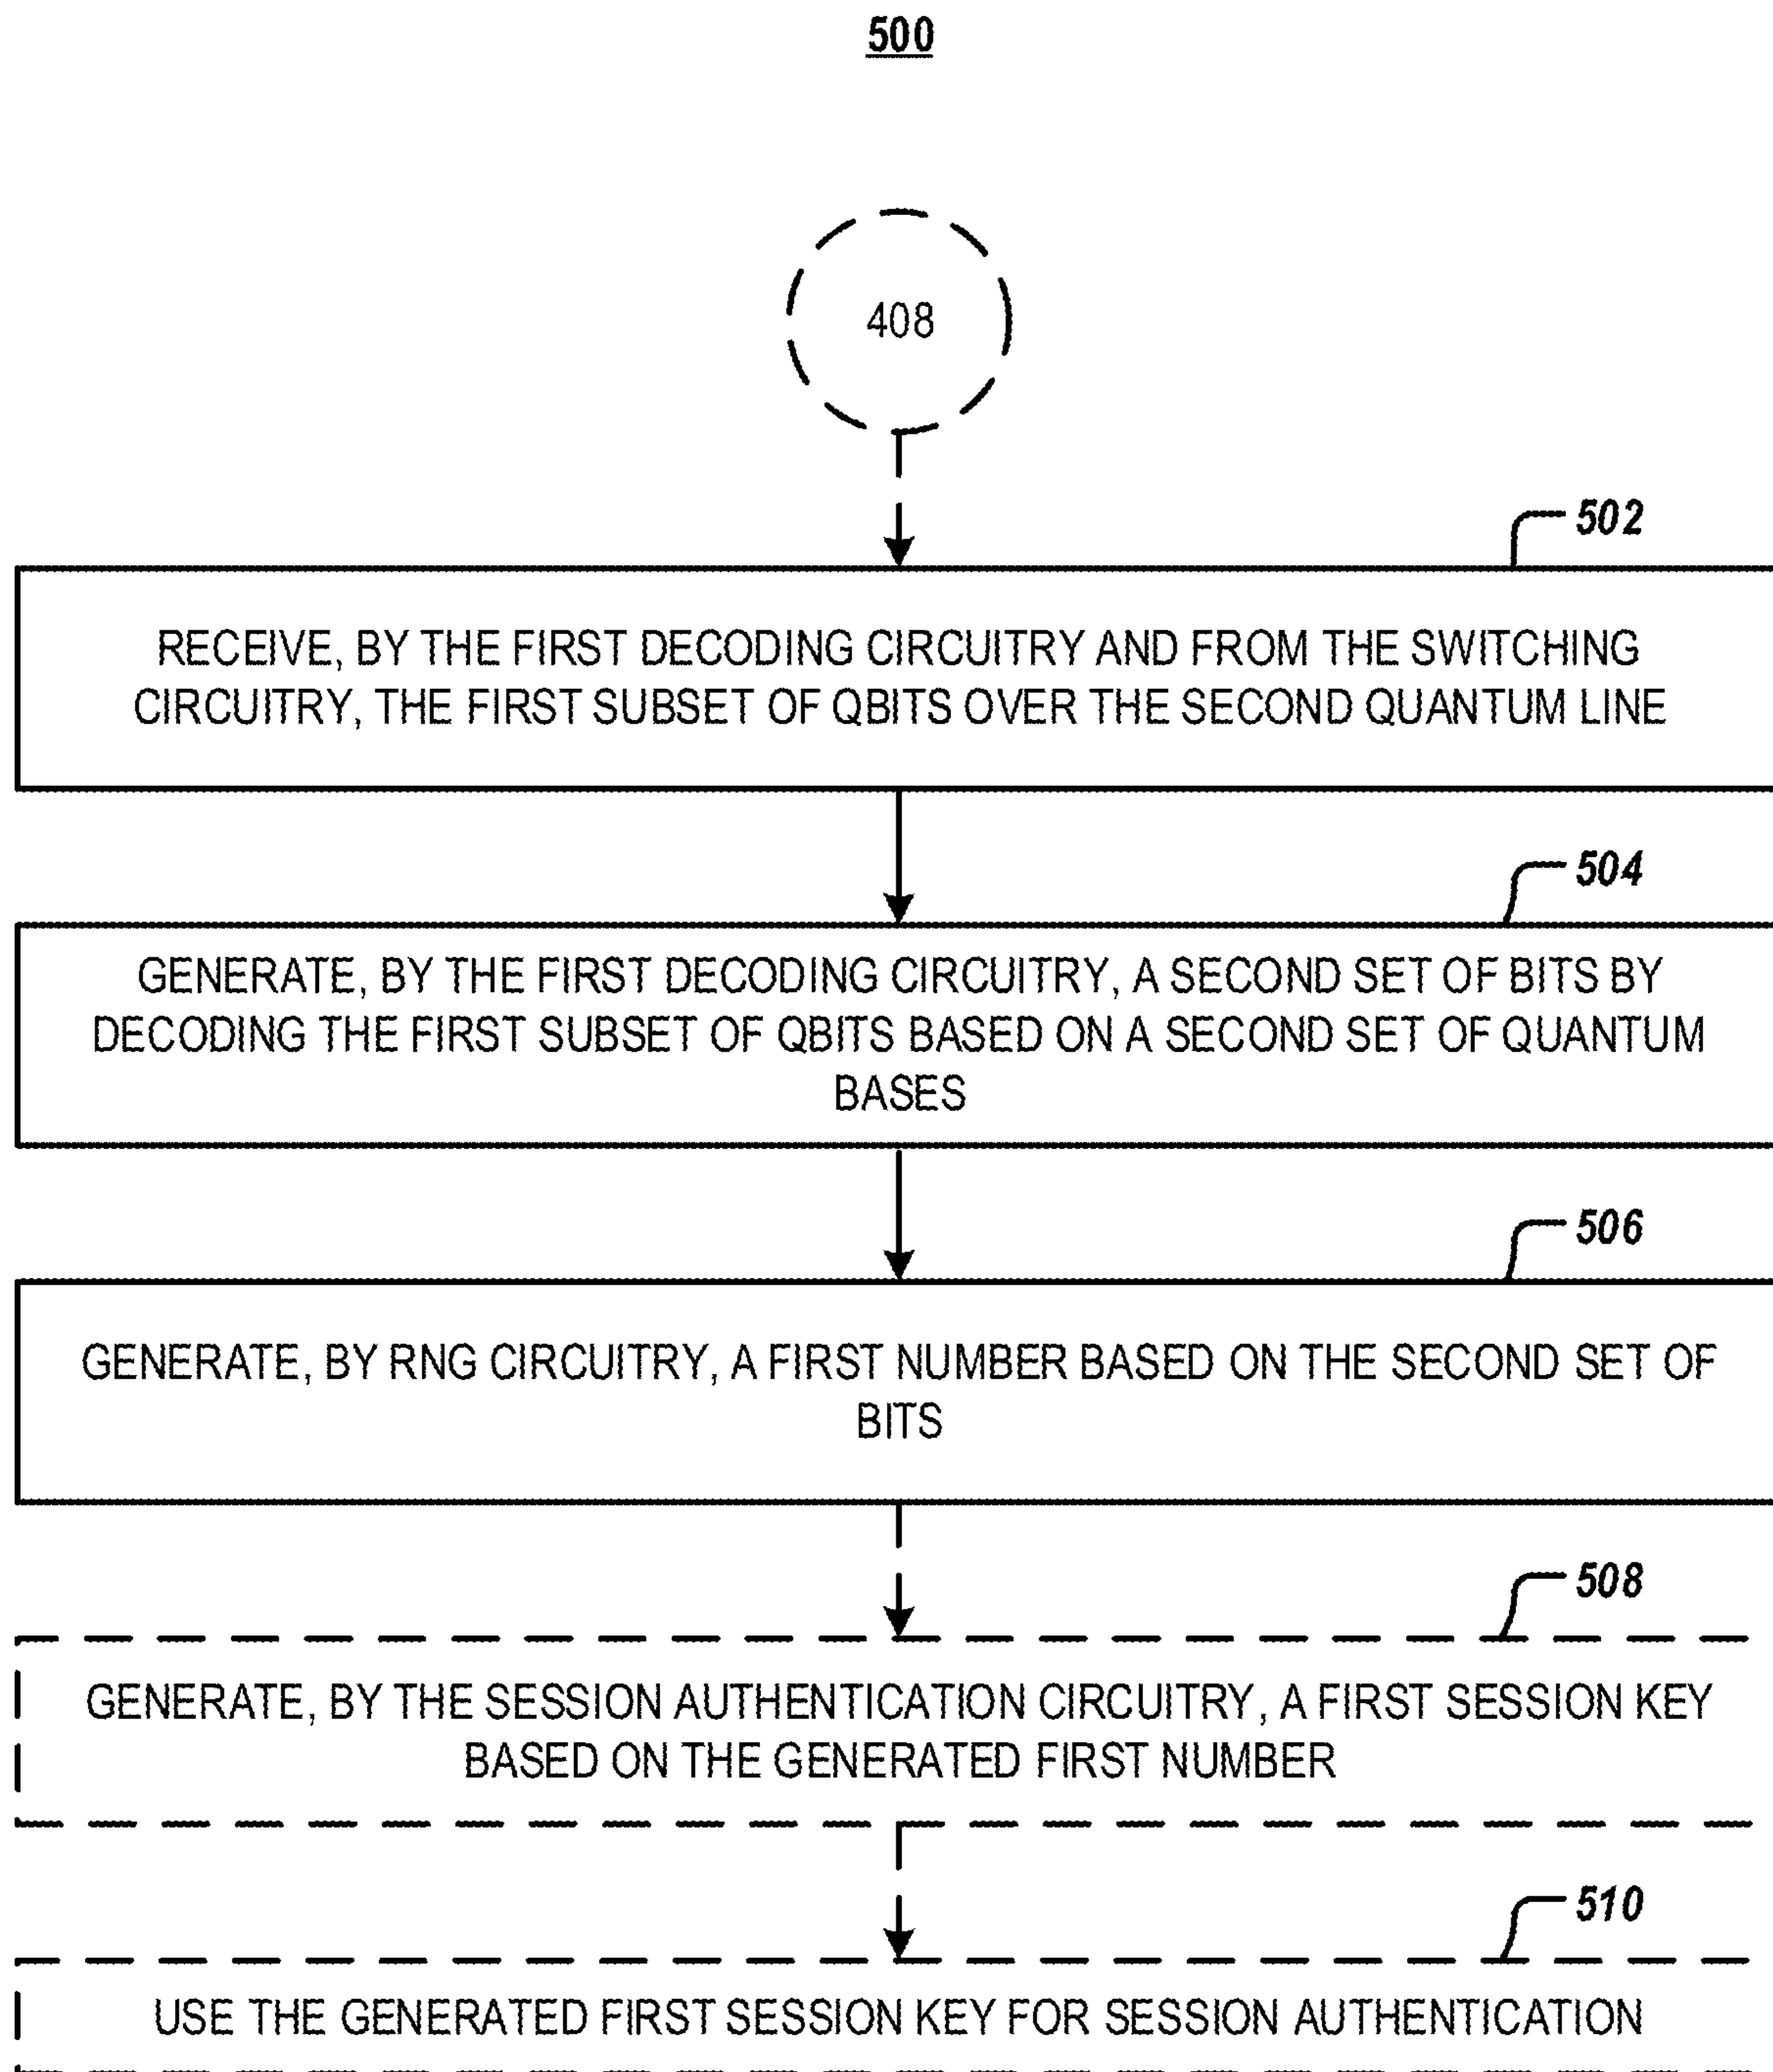 500
408
502
RECEIVE, BY THE FIRST DECODING CIRCUITRY AND FROM THE SWITCHING
CIRCUITRY, THE FIRST SUBSET OF QBITS OVER THE SECOND QUANTUM LINE
504
GENERATE, BY THE FIRST DECODING CIRCUITRY, A SECOND SET OF BITS BY
DECODING THE FIRST SUBSET OF QBITS BASED ON A SECOND SET OF QUANTUM
BASES
506
GENERATE, BY RNG CIRCUITRY, A FIRST NUMBER BASED ON THE SECOND SET OF
BITS
508
GENERATE, BY THE SESSION AUTHENTICATION CIRCUITRY, A FIRST SESSION KEY
BASED ON THE GENERATED FIRST NUMBER
510
USE THE GENERATED FIRST SESSION KEY FOR SESSION AUTHENTICATION